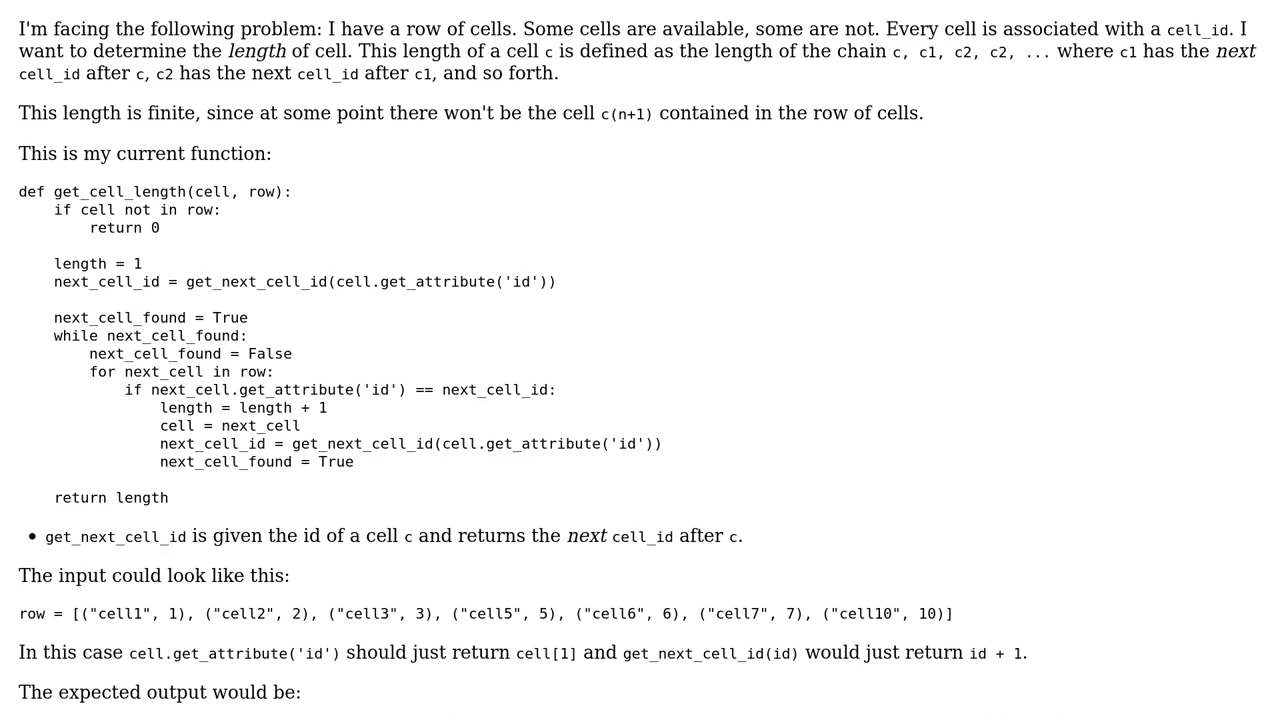 I'm facing the following problem: I have a row of cells. Some cells are available, some are not. Every cell is associated with a cell_id. I
want to determine the length of cell. This length of a cell c is defined as the length of the chain c, c1, c2, c2, ... where c1 has the next
cell_id after c, c2 has the next cell_id after c1, and so forth.
This length is finite, since at some point there won't be the cell c(n+1) contained in the row of cells.
This is my current function:
def get_cell_length(cell, row):
    if cell not in row:
        return 0
    length = 1
    next_cell_id = get_next_cell_id(cell.get_attribute('id'))
    next_cell_found = True
    while next_cell_found:
        next_cell_found = False
        for next_cell in row:
            if next_cell.get_attribute('id') == next_cell_id:
                length = length + 1
                cell = next_cell
                next_cell_id = get_next_cell_id(cell.get_attribute('id'))
                next_cell_found = True
    return length
• get_next_cell_id is given the id of a cell c and returns the next cell_id after c.
The input could look like this:
row = [("cell1", 1), ("cell2", 2), ("cell3", 3), ("cell5", 5), ("cell6", 6), ("cell7", 7), ("cell10", 10)]
In this case cell.get_attribute('id') should just return cell[1] and get_next_cell_id(id) would just return id + 1.
The expected output would be: